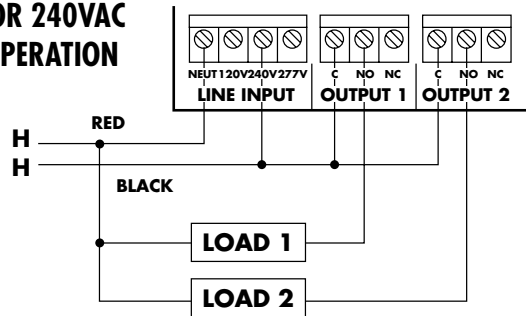 OR 240VAC
PERATION
NEUT 120V 240V 277V C NO NC C NO NC
LINE INPUT OUTPUT 1 OUTPUT 2
RED
H
H
BLACK
LOAD 1
LOAD 2